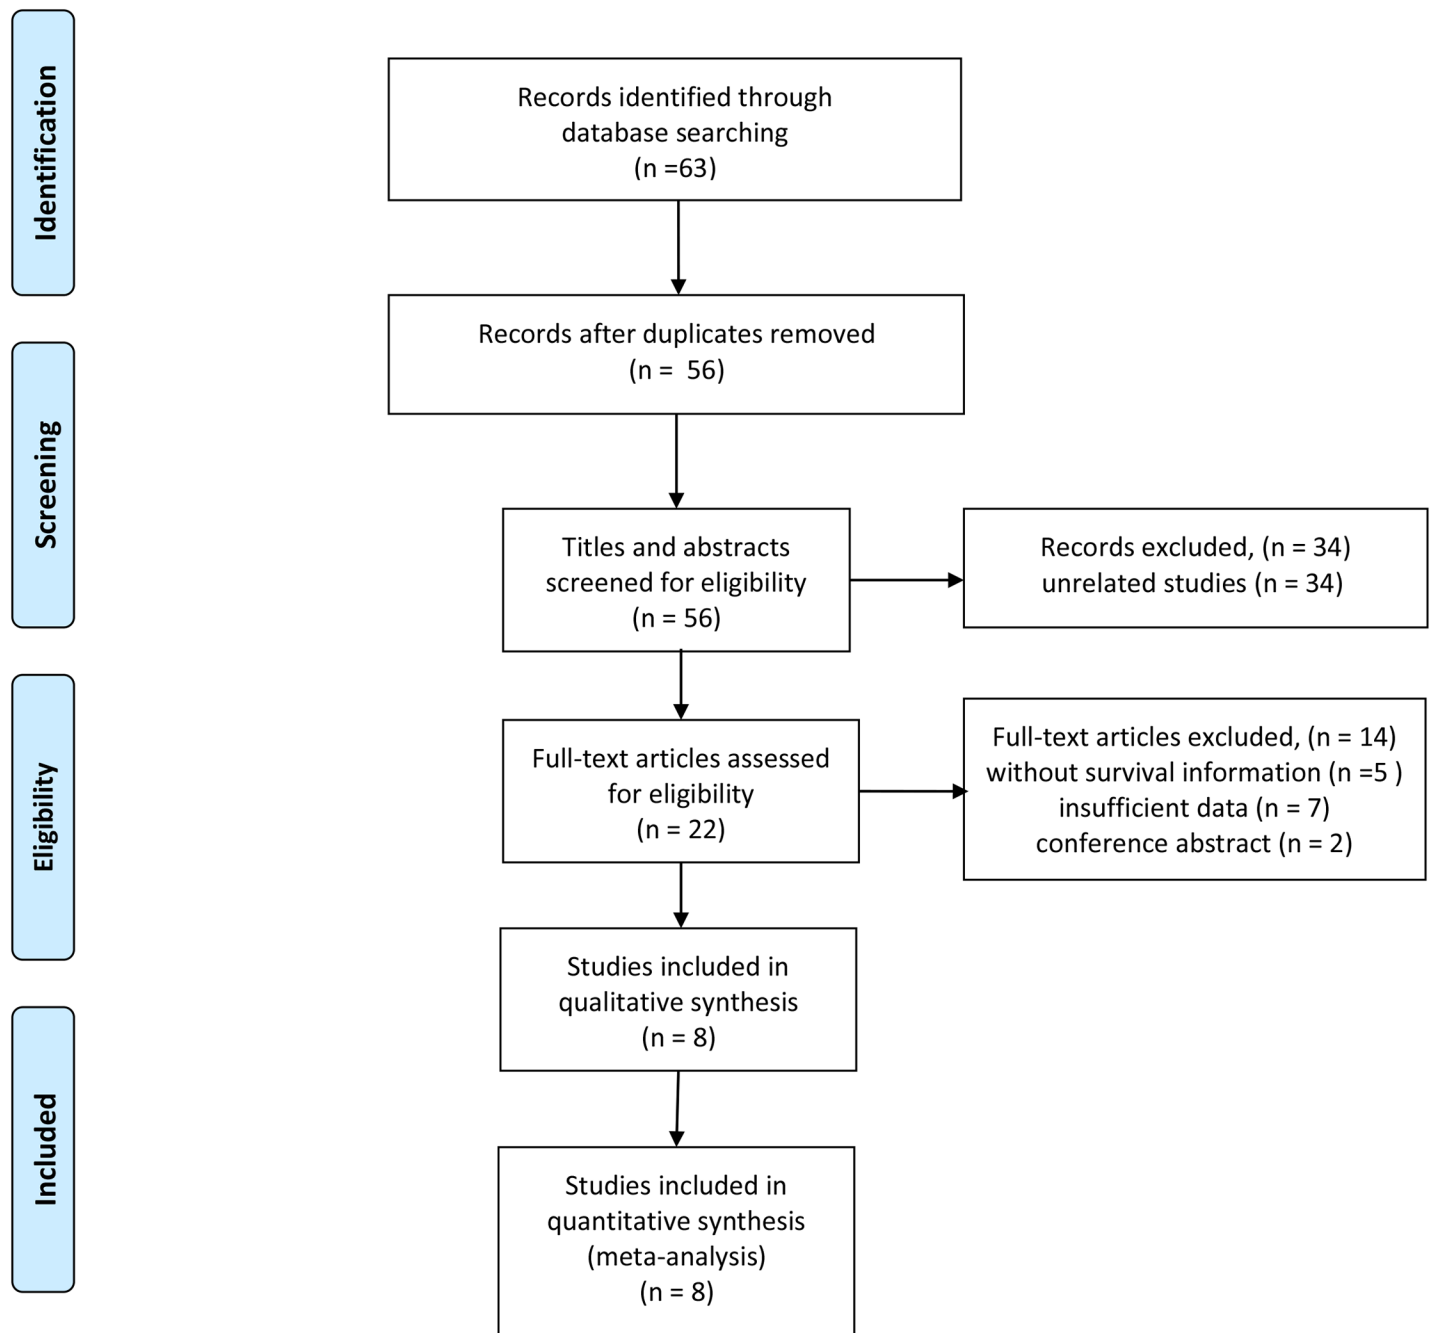 Identification
Records identified through
database searching
(n =63)
Records after duplicates removed
(n =  56)
Screening
Titles and abstracts
screened for eligibility
(n = 56)
Records excluded, (n = 34)
unrelated studies (n = 34)
Eligibility
Full-text articles assessed
for eligibility
(n = 22)
Full-text articles excluded, (n = 14)
without survival information (n =5 )
insufficient data (n = 7)
conference abstract (n = 2)
Studies included in
qualitative synthesis
(n = 8)
Included
Studies included in
quantitative synthesis
(meta-analysis)
(n = 8)